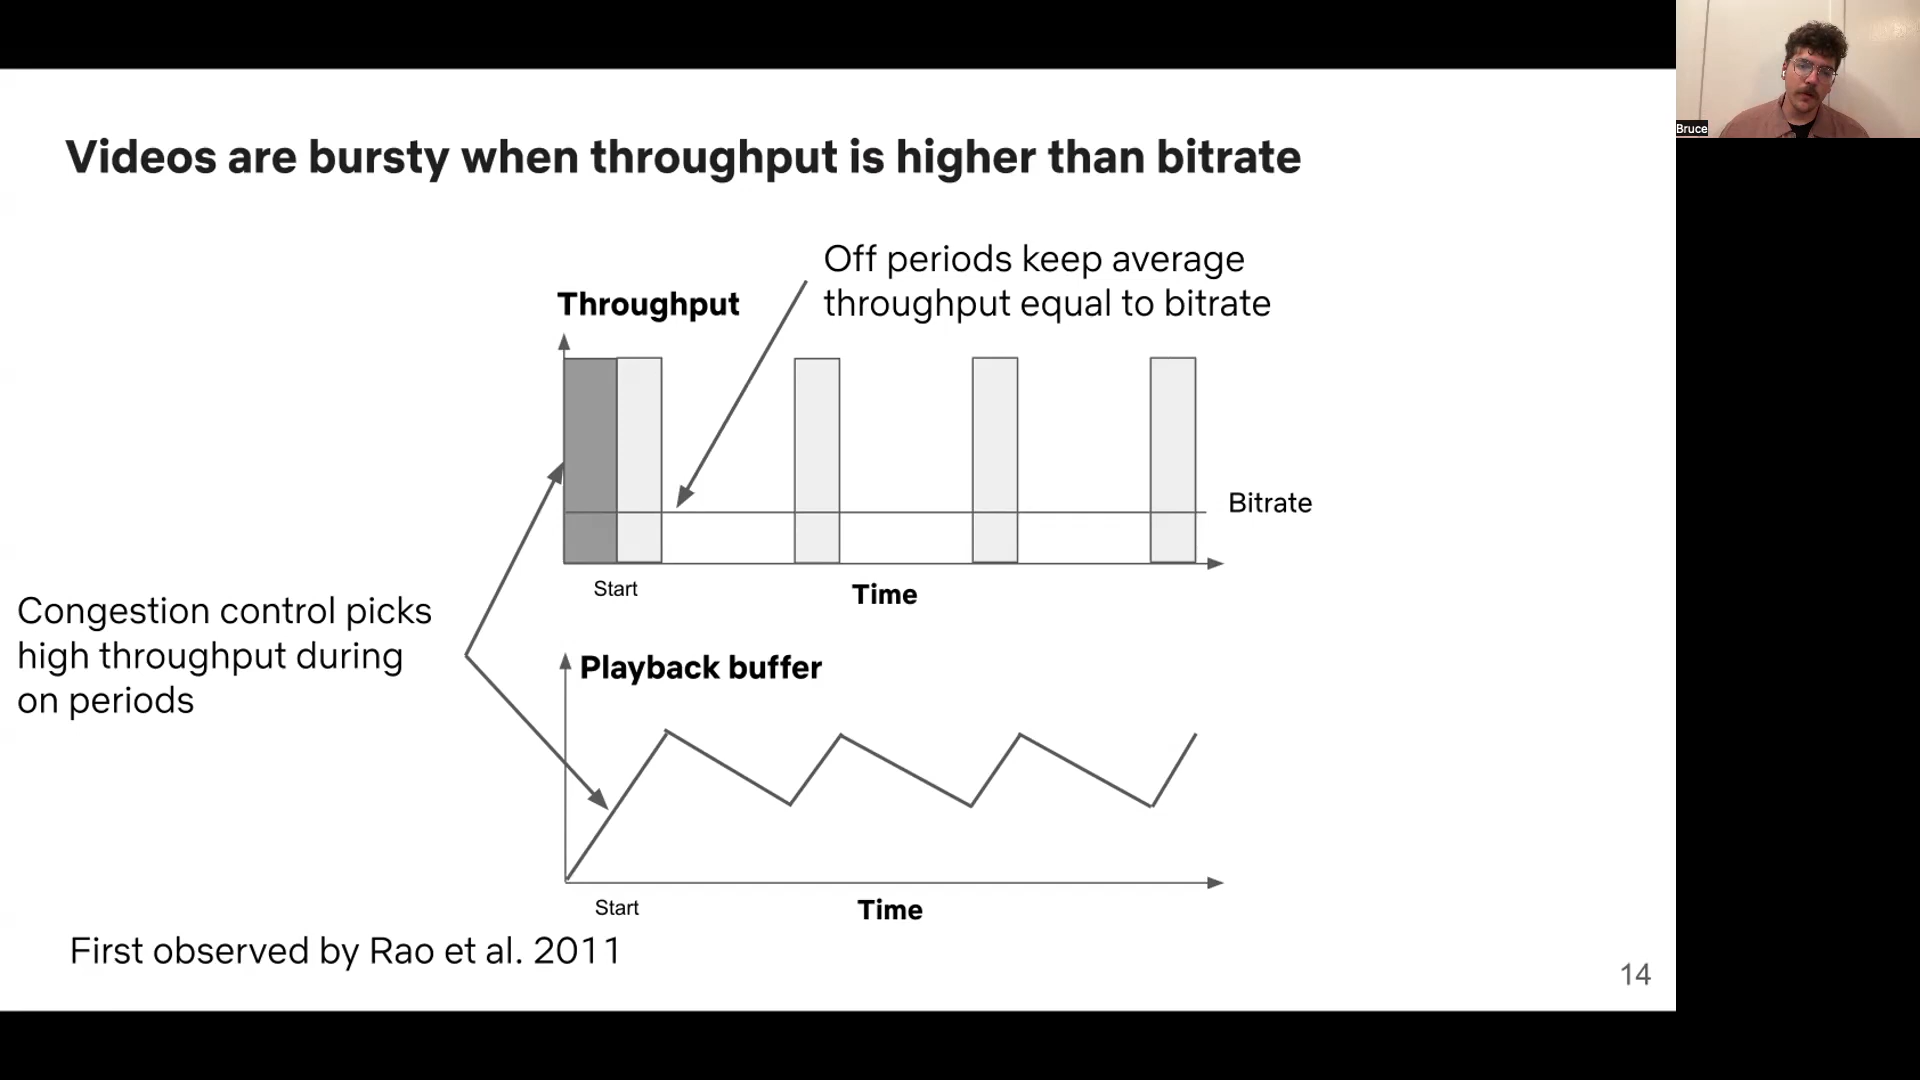 Bruce
Videos are bursty when throughput is higher than bitrate
Off periods keep average
throughput equal to bitrate
Throughput
Bitrate
Start
Time
Congestion control picks
high throughput during
on periods
Playback buffer
Start
Time
First observed by Rao et al. 2011
14